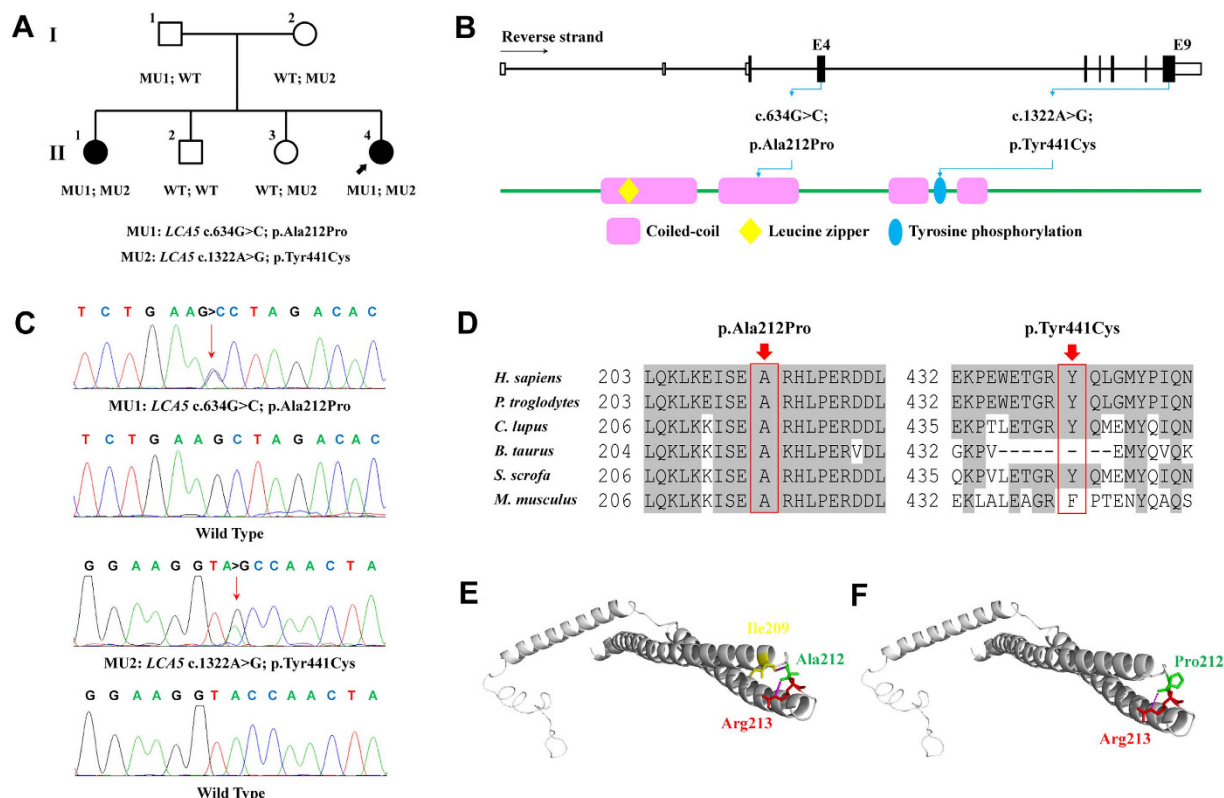 A
I
1
2
MU1; WT
WT; MU2
II
1
2
3
4
MU1; MU2
WT; WT
WT; MU2
MU1; MU2
MU1: LCA5 c.634G>C; p.Ala212Pro
MU2: LCA5 c.1322A>G; p.Tyr441Cys
B
Reverse strand
E4
E9
c.634G>C;
p.Ala212Pro
c.1322A>G;
p.Tyr441Cys
Coiled-coil
Leucine zipper
Tyrosine phosphorylation
C
T C T G A A G>C C T A G A C A C
MU1: LCA5 c.634G>C; p.Ala212Pro
T C T G A A G C T A G A C A C
Wild Type
G G A A G G T A>G C C A A C T A
MU2: LCA5 c.1322A>G; p.Tyr441Cys
G G A A G G T A C C A A C T A
Wild Type
D
p.Ala212Pro
p.Tyr441Cys
H. sapiens 203 LQKLKEISE A RHLPERDDL 432 EKPEWETGR Y QLGMYPIQN
P. troglodytes 203 LQKLKEISE A RHLPERDDL 432 EKPEWETGR Y QLGMYPIQN
C. lupus 206 LQKLKKISE A RHLPERDDL 435 EKPTLETGR Y QMEMYQIQN
B. taurus 204 LQKLKKISE A RKLPERVDL 432 GKPV----- - --EMYQVQK
S. scrofa 206 LQKLKKISE A RHLPERDDL 435 QKPVLETGR Y QMEMYQIQN
M. musculus 206 LQKLKKISE A RHLPERDDL 432 EKLALEAGR F PTENYQAQS
E
Ile209
Ala212
Arg213
F
Pro212
Arg213